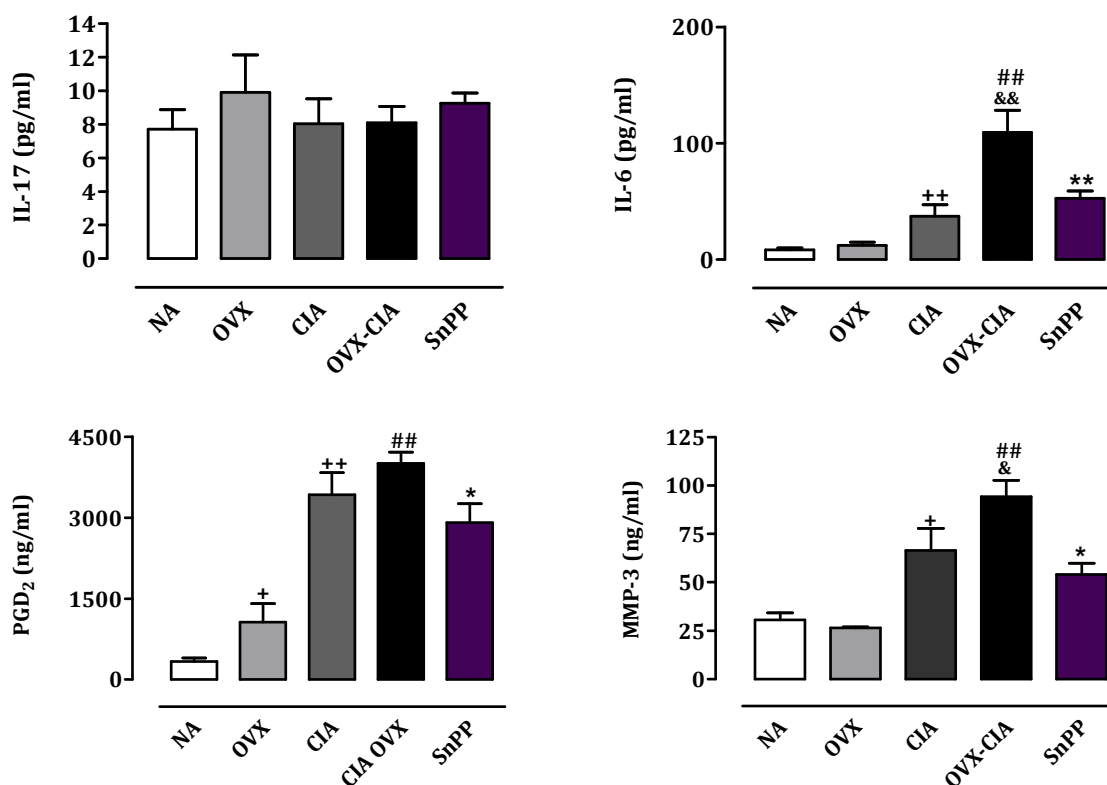 IL-17 (pg/ml)
14
12
10
8
6
4
2
0
NA
OVX
CIA
OVX-CIA
SnPP
IL-6 (pg/ml)
200
100
0
++
##
&&
**
NA
OVX
CIA
OVX-CIA
SnPP
PGD₂ (ng/ml)
4500
3000
1500
0
+
++
##
*
NA
OVX
CIA
CIA OVX
SnPP
MMP-3 (ng/ml)
125
100
75
50
25
0
+
##
&
*
NA
OVX
CIA
OVX-CIA
SnPP